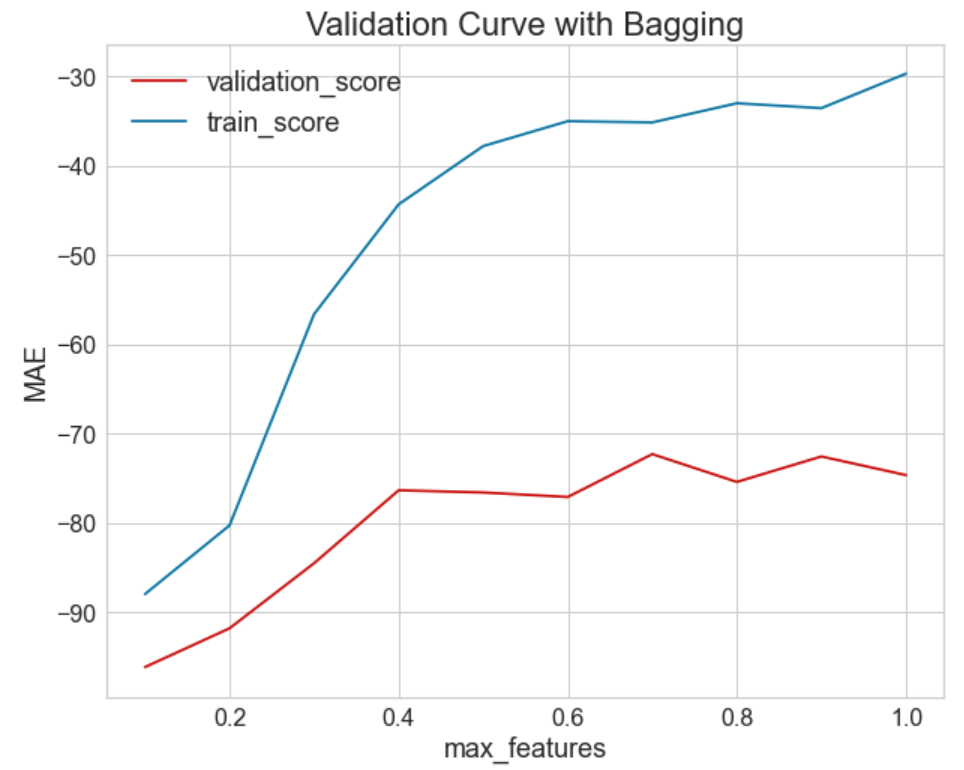 Validation Curve with Bagging
validation_score
train_score
−30
−40
−50
−60
−70
−80
−90
MAE
0.2
0.4
0.6
0.8
1.0
max_features